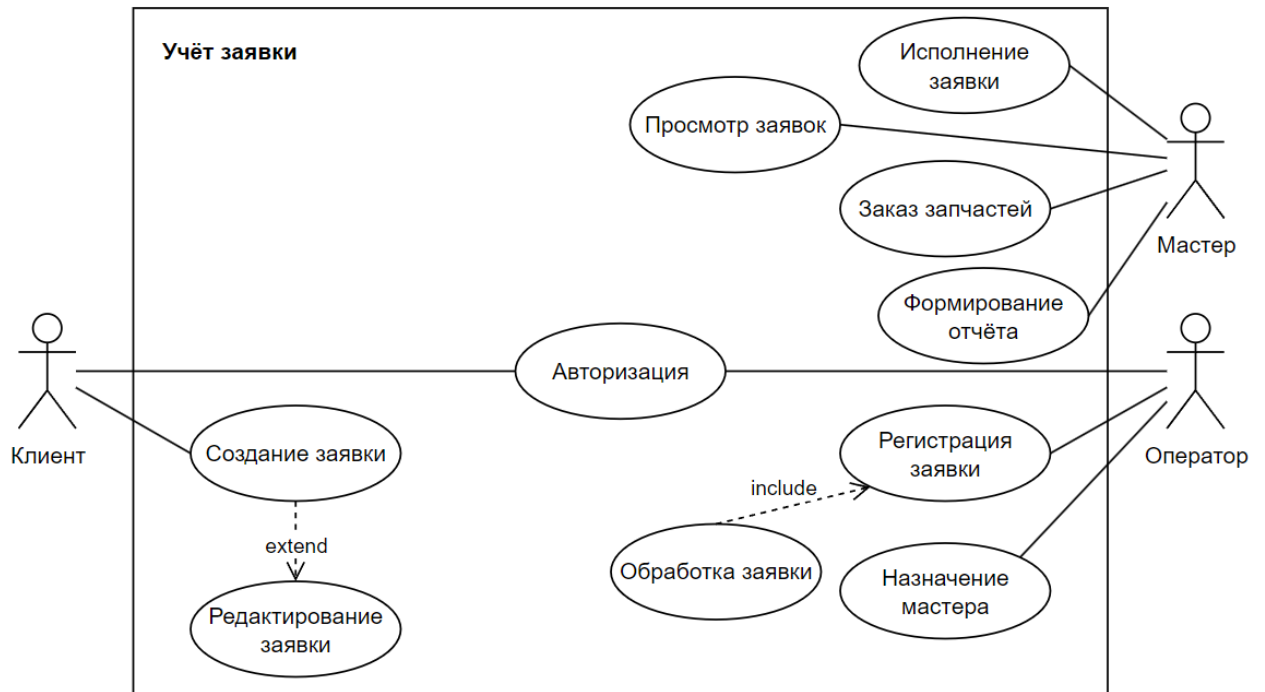 Учёт заявки
Исполнение
заявки
Просмотр заявок
Заказ запчастей
Мастер
Формирование
отчёта
Авторизация
Клиент
Создание заявки
Регистрация
заявки
Оператор
include
extend
Обработка заявки
Назначение
мастера
Редактирование
заявки